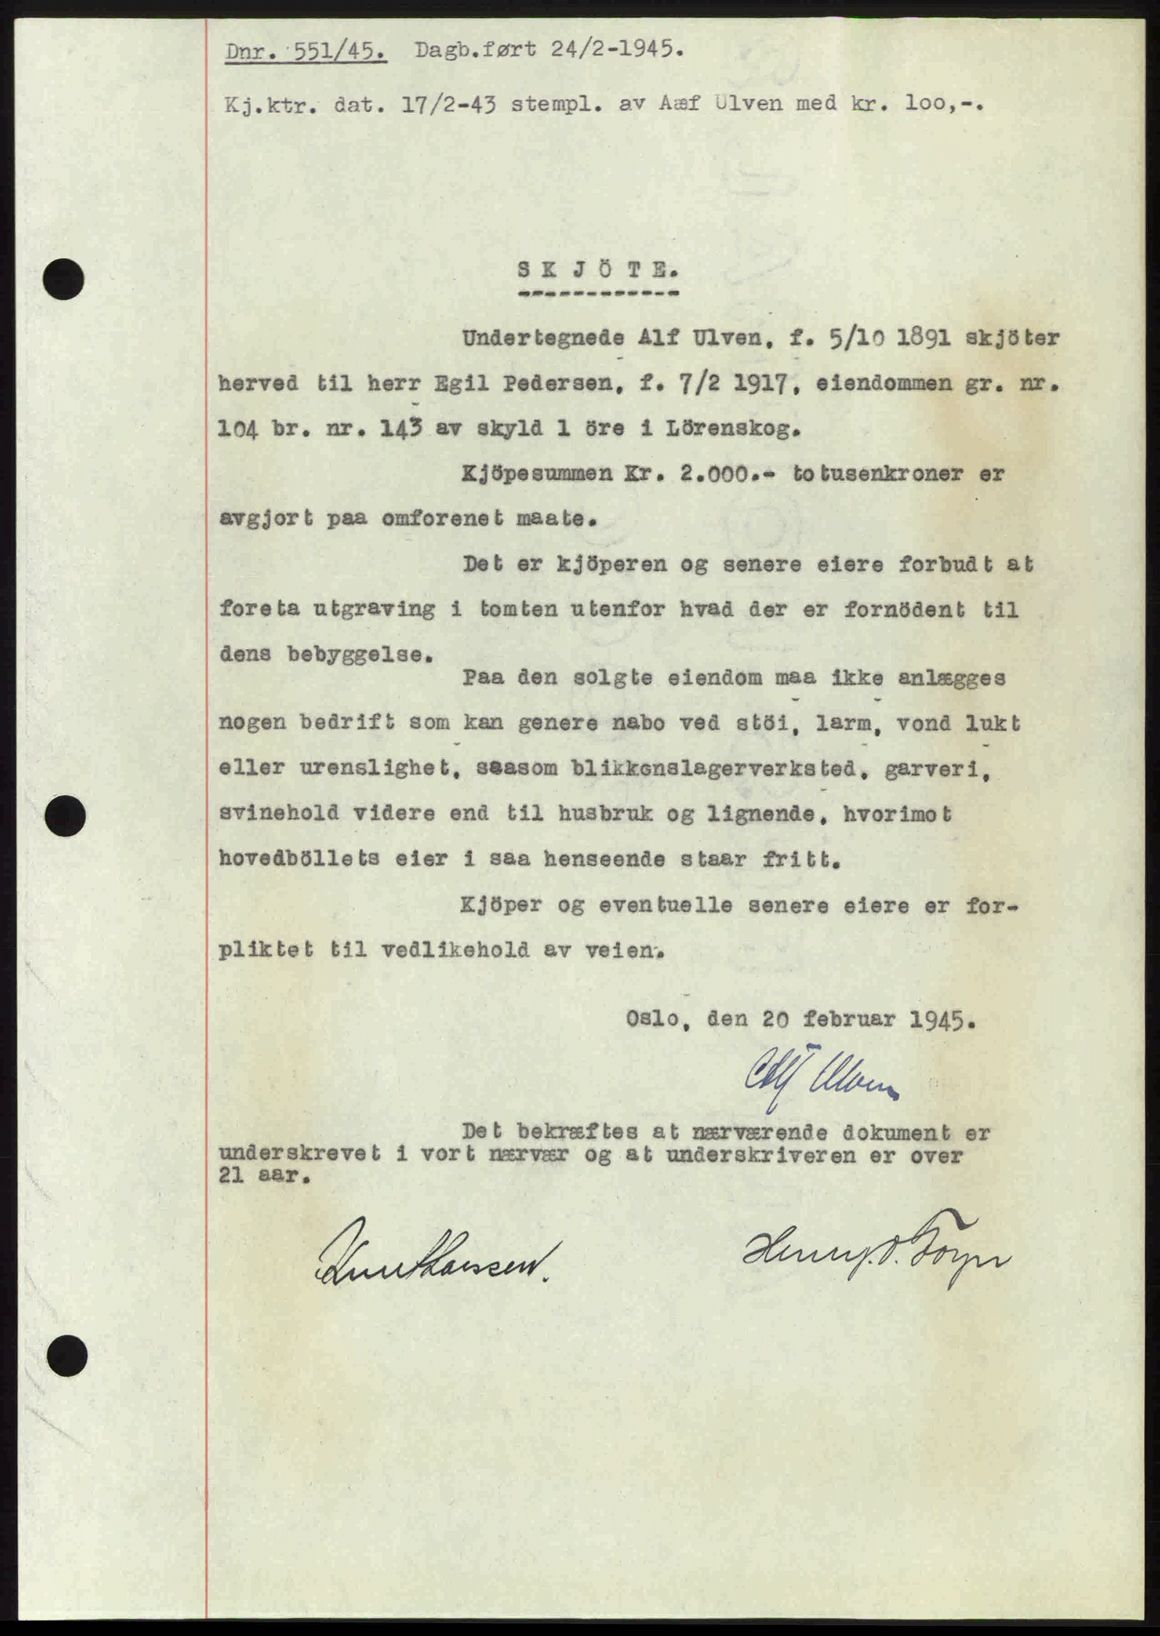 Dnr. 551/45. Dagb.ført 24/2-1945.
Kj.ktr. dat. 17/2-43 stempl. av Aæf Ulven med kr. loo,-.
S K J Ö T E.
Undertegnede Alf Ulven, f. 5/10 1891 skjöter
herved til herr Egil Pedersen, f. 7/2 1917, eiendommen gr. nr.
104 br. nr. 143 av skyld 1 öre i Lörenskog.
Kjöpesummen Kr. 2.000.- totusenkroner er
avgjort paa omforenet maate.
Det er kjöperen og senere eiere forbudt at
foreta utgraving i tomten utenfor hvad der er fornödent til
dens bebyggelse.
Paa den solgte eiendom maa ikke anlægges
nogen bedrift som kan genere nabo ved stöi, larm, vond lukt
eller urenslighet, saasom blikkenslagerverksted, garveri,
svinehold videre end til husbruk og lignende, hvorimot
hovedböllets eier i saa henseende staar fritt.
Kjöper og eventuelle senere eiere er for-
pliktet til vedlikehold av veien.
Oslo, den 20 februar 1945.
Alf Ulven
Det bekræftes at nærværende dokument er
underskrevet i vort nærvær og at underskriveren er over
21 aar.
Knut Hanssen. Henry. O. Foyn